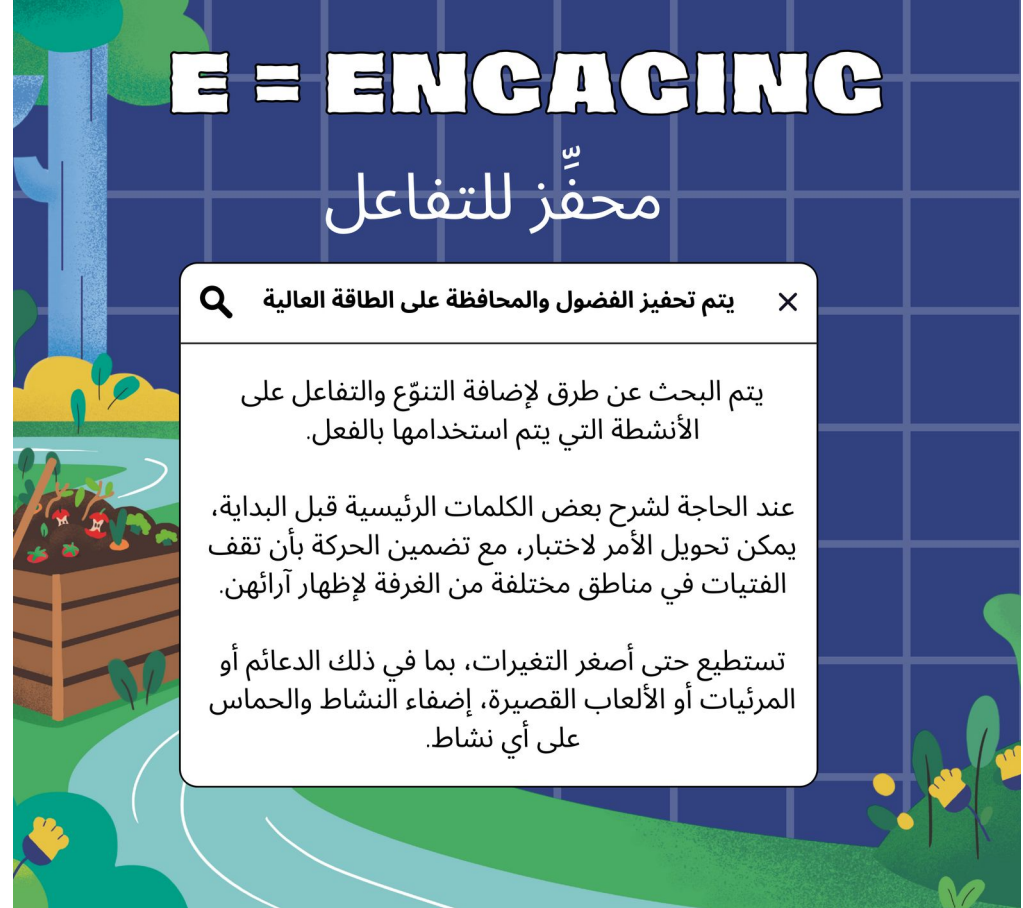 E = ENGAGING
محفِّز للتفاعل
يتم تحفيز الفضول والمحافظة على الطاقة العالية
يتم البحث عن طرق لإضافة التنوّع والتفاعل على
الأنشطة التي يتم استخدامها بالفعل.
عند الحاجة لشرح بعض الكلمات الرئيسية قبل البداية،
يمكن تحويل الأمر لاختبار، مع تضمين الحركة بأن تقف
الفتيات في مناطق مختلفة من الغرفة لإظهار آرائهن.
تستطيع حتى أصغر التغيرات، بما في ذلك الدعائم أو
المرئيات أو الألعاب القصيرة، إضفاء النشاط والحماس
على أي نشاط.